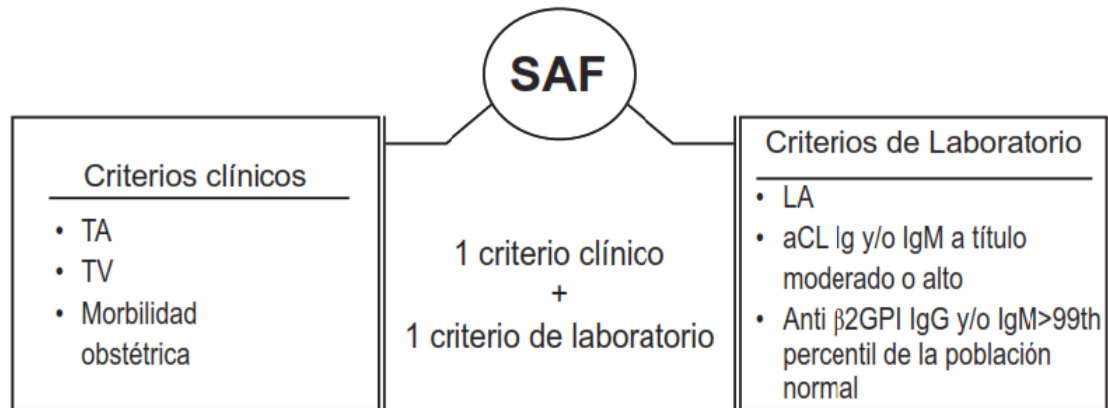 SAF
Criterios clínicos
• TA
• TV
• Morbilidad
obstétrica
1 criterio clínico
+
1 criterio de laboratorio
Criterios de Laboratorio
• LA
• aCL Ig y/o IgM a título
moderado o alto
• Anti β2GPI IgG y/o IgM>99th
percentil de la población
normal